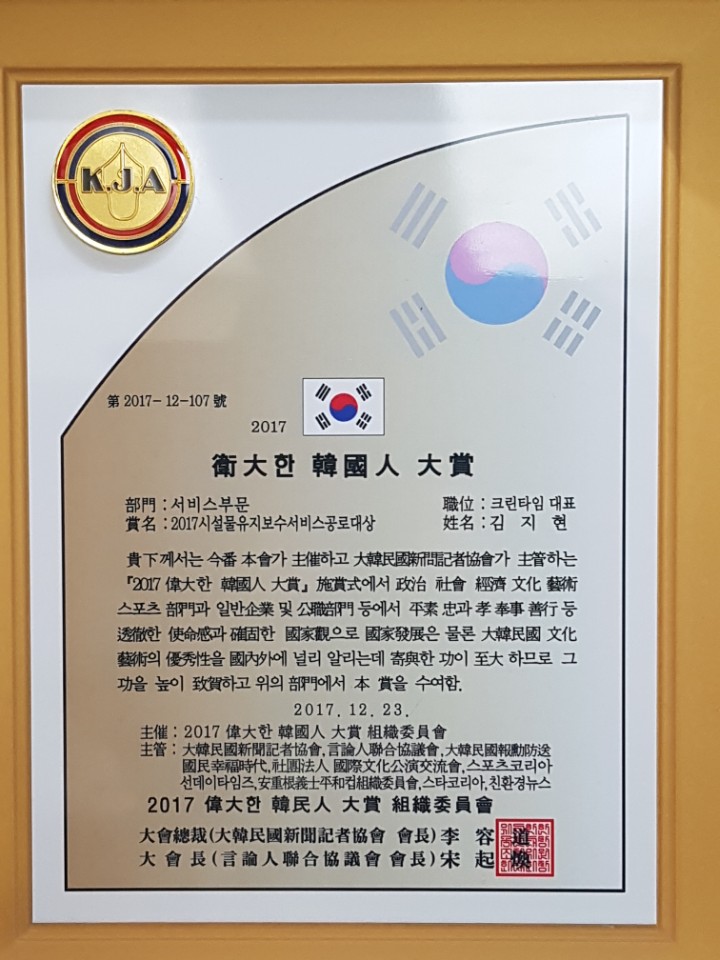 K.J.A
第 2017-12-107 號
2017
衛大한 韓國人 大賞
部門 : 서비스부문
職位 : 크린타임 대표
賞名 : 2017시설물유지보수서비스공로대상
姓名 : 김 지 현
貴下께서는 今番 本會가 主催하고 大韓民國新問記者協會가 主管하는
『2017 偉大한 韓國人 大賞』施賞式에서 政治 社會 經濟 文化 藝術
스포츠 部門과 일반企業 및 公職部門 等에서 平素 忠과 孝 奉事 善行 등
透徹한 使命感과 確固한 國家觀으로 國家發展은 물론 大韓民國 文化
藝術의 優秀性을 國內外에 널리 알리는데 寄與한 功이 至大 하므로 그
功을 높이 致賀하고 위의 部門에서 本 賞을 수여함.
2017. 12. 23.
主催 : 2017 偉大한 韓國人 大賞 組織委員會
主管 : 大韓民國新聞記者協會, 言論人聯合協議會, 大韓民國報勳防送
國民幸福時代, 社團法人 國際文化公演交流會, 스포츠코리아
선데이타임즈, 安重根義士平和컵組織委員會, 스타코리아, 친환경뉴스
2017 偉大한 韓民人 大賞 組織委員會
大會總裁(大韓民國新聞記者協會 會長) 李 容 道
大 會 長 (言論人聯合協議會 會長) 宋 起 煥